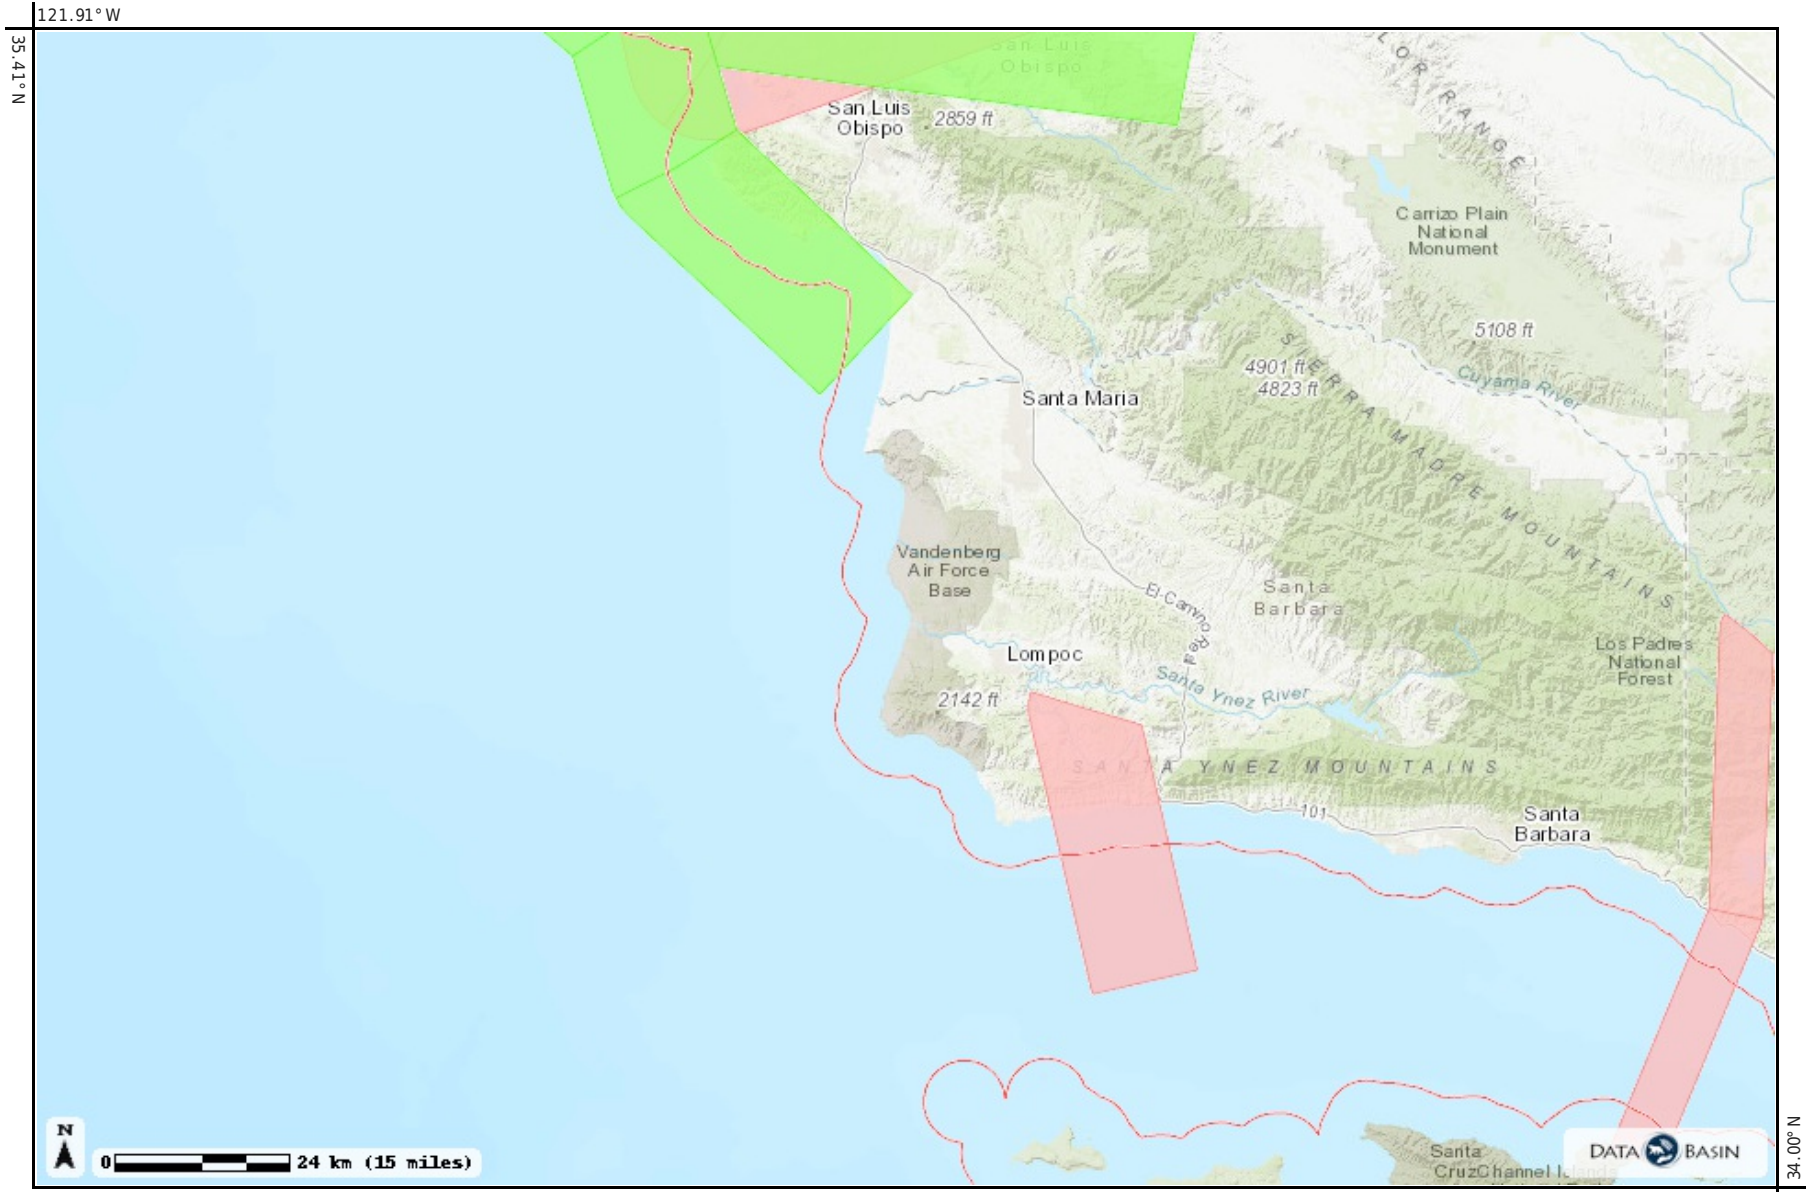 121.91° W
35.41° N
San Luis
Obispo
LOR RANGE
San Luis
Obispo
2859 ft
Carrizo Plain
National
Monument
5108 ft
SIERRA MADRE MOUNTAINS
4901 ft
4823 ft
Cuyama River
Santa Maria
Vandenberg
Air Force
Base
El Camino Real
Santa
Barbara
Lompoc
Los Padres
National
Forest
Santa Ynez River
2142 ft
SANTA YNEZ MOUNTAINS
101
Santa
Barbara
N
0 24 km (15 miles)
Santa
Cruz Channel Islands
DATA BASIN
34.00° N